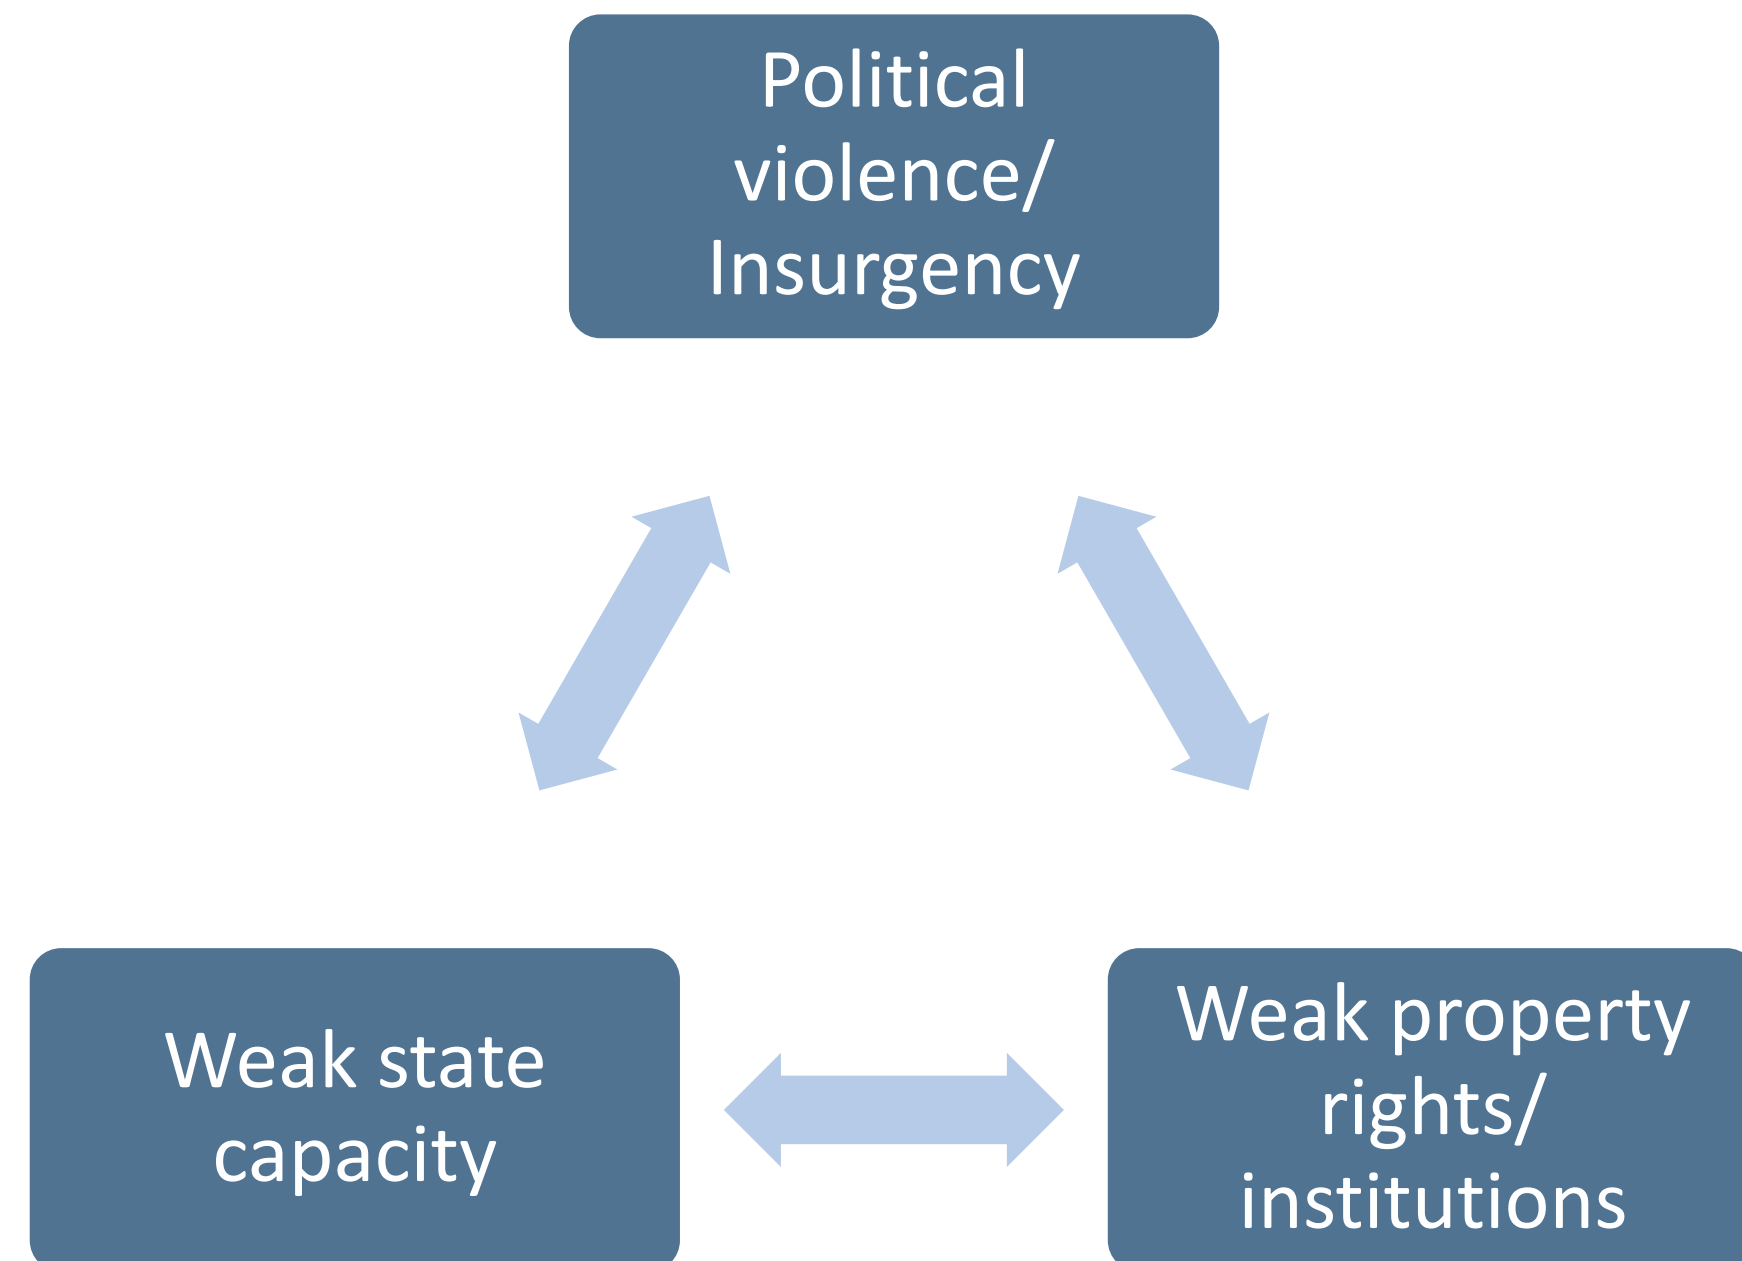 Political
violence/
Insurgency
Weak state
capacity
Weak property
rights/
institutions